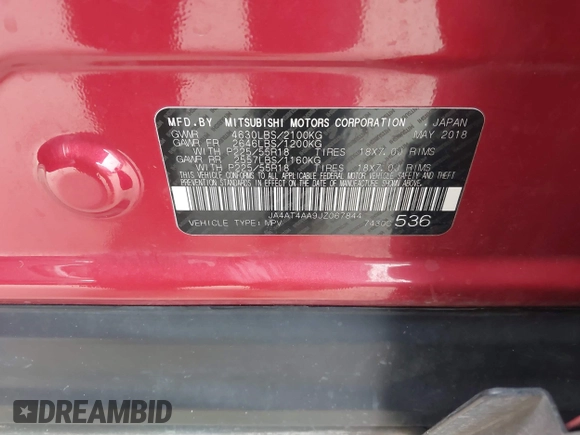 MFD.BY MITSUBISHI MOTORS CORPORATION IN JAPAN
GVWR 4630LBS/2100KG MAY 2018
GAWR FR 2646LBS/1200KG
WITH P225/55R18 TIRES 18X7.0J RIMS
GAWR RR 2557LBS/1160KG
WITH P225/55R18 TIRES 18X7.0J RIMS
THIS VEHICLE CONFORMS TO ALL APPLICABLE FEDERAL
MOTOR VEHICLE SAFETY AND THEFT PREVENTION STANDARDS
IN EFFECT ON THE DATE OF MANUFACTURE SHOWN ABOVE.
JA4AT4AA9JZ067844
VEHICLE TYPE:MPV 536
DREAMBID